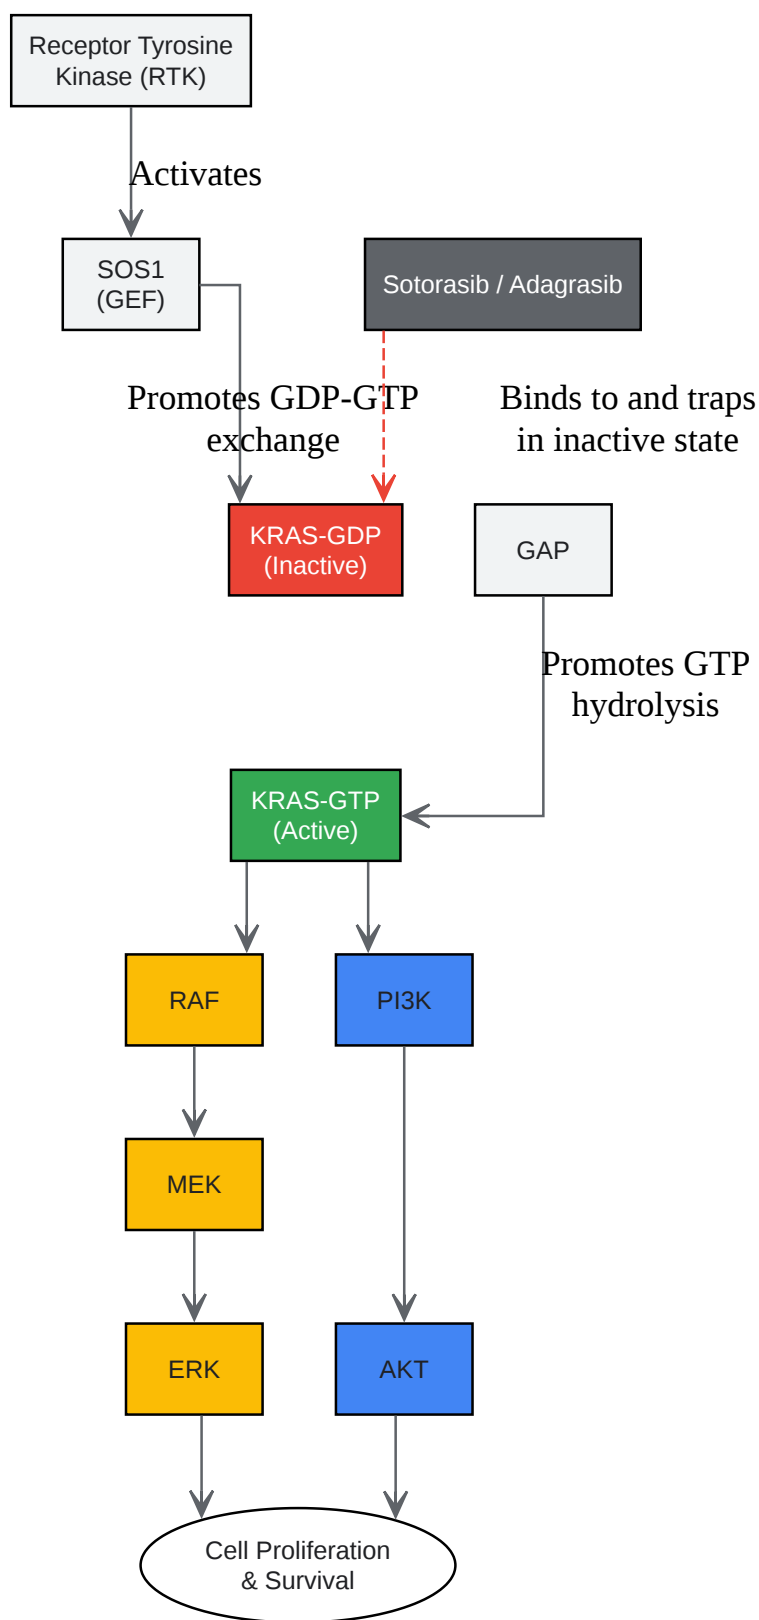 Receptor Tyrosine
Kinase (RTK)
Activates
SOS1
(GEF)
Sotorasib / Adagrasib
Promotes GDP-GTP
exchange
Binds to and traps
in inactive state
KRAS-GDP
(Inactive)
GAP
Promotes GTP
hydrolysis
KRAS-GTP
(Active)
RAF
PI3K
MEK
ERK
AKT
Cell Proliferation
& Survival